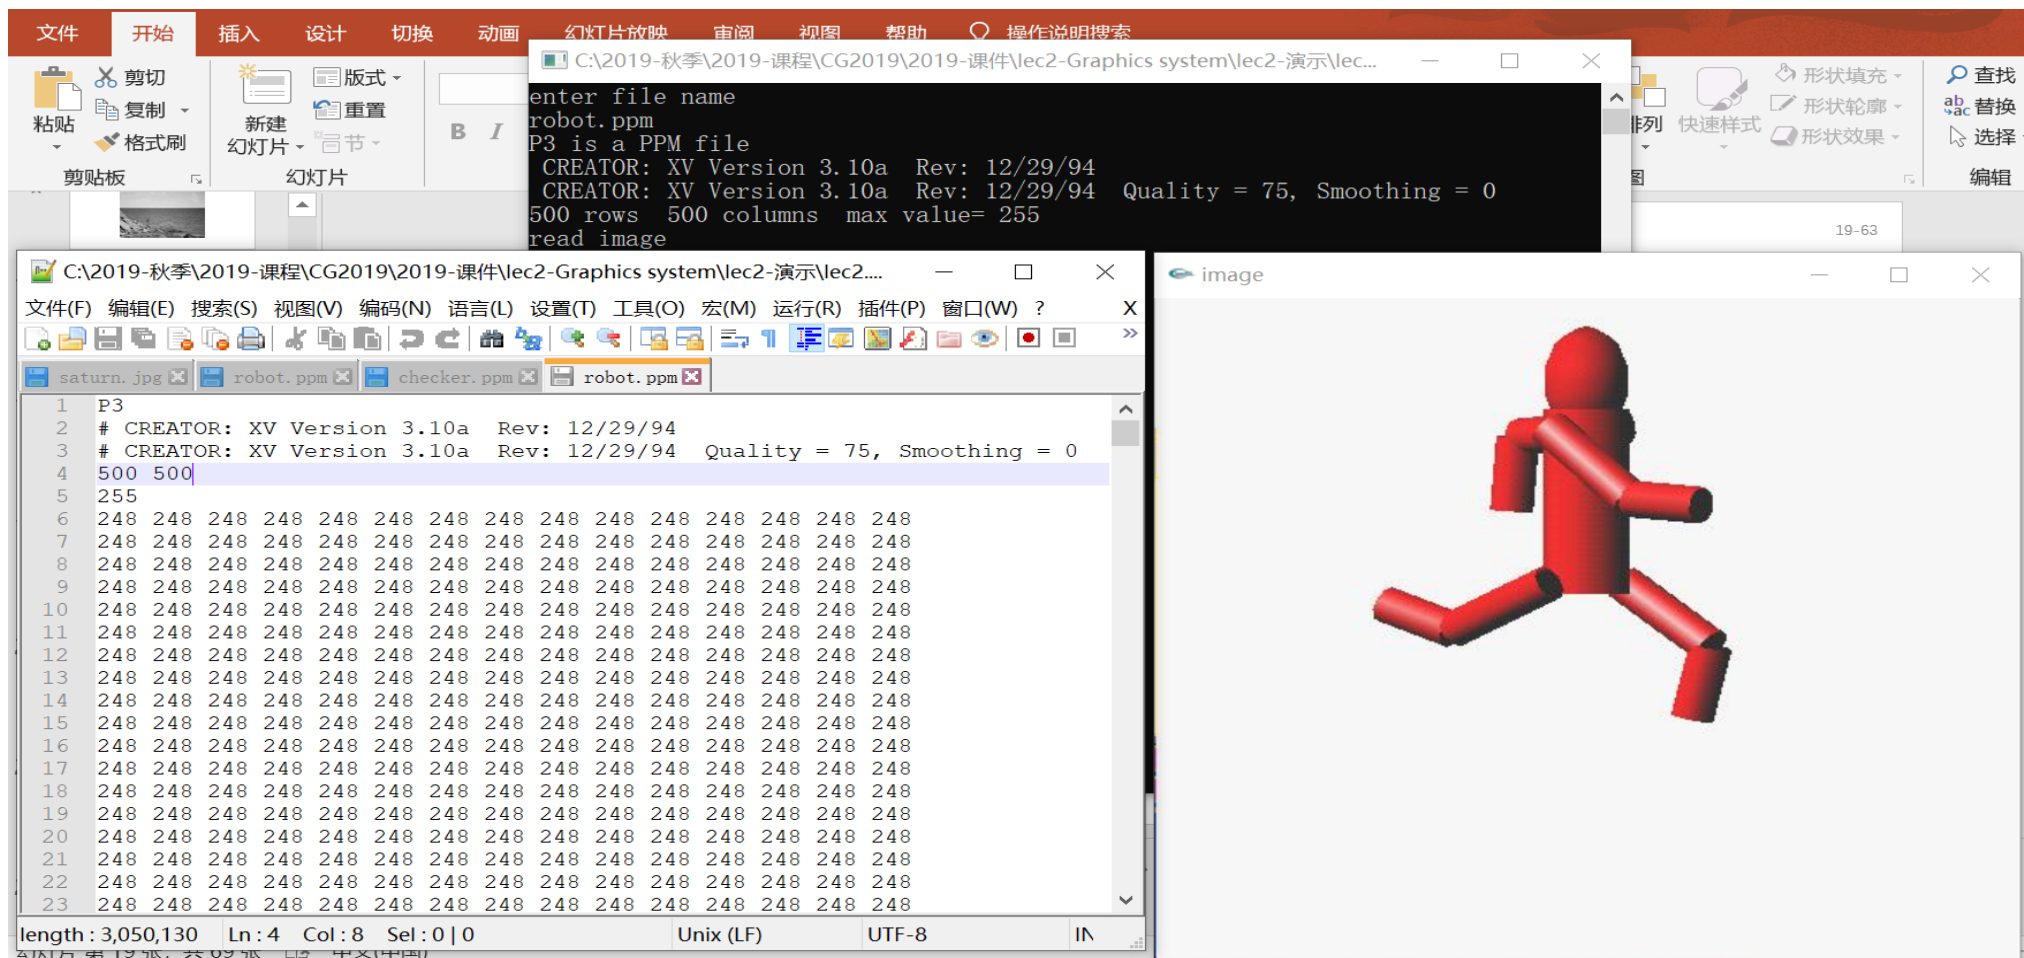 文件 开始 插入 设计 切换 动画 幻灯片放映 审阅 视图 帮助 操作说明搜索
剪切
复制
格式刷
粘贴
剪贴板
新建
幻灯片
版式
重置
节
幻灯片
B I
C:\2019-秋季\2019-课程\CG2019\2019-课件\lec2-Graphics system\lec2-演示\lec...
enter file name
robot.ppm
P3 is a PPM file
CREATOR: XV Version 3.10a Rev: 12/29/94
CREATOR: XV Version 3.10a Rev: 12/29/94 Quality = 75, Smoothing = 0
500 rows 500 columns max value= 255
read image
排列
快速样式
形状填充
形状轮廓
形状效果
查找
替换
选择
编辑
19-63
C:\2019-秋季\2019-课程\CG2019\2019-课件\lec2-Graphics system\lec2-演示\lec2....
文件(F) 编辑(E) 搜索(S) 视图(V) 编码(N) 语言(L) 设置(T) 工具(O) 宏(M) 运行(R) 插件(P) 窗口(W) ? X
saturn.jpg robot.ppm checker.ppm robot.ppm
1 P3
2 # CREATOR: XV Version 3.10a Rev: 12/29/94
3 # CREATOR: XV Version 3.10a Rev: 12/29/94 Quality = 75, Smoothing = 0
4 500 500
5 255
6 248 248 248 248 248 248 248 248 248 248 248 248 248 248 248
7 248 248 248 248 248 248 248 248 248 248 248 248 248 248 248
8 248 248 248 248 248 248 248 248 248 248 248 248 248 248 248
9 248 248 248 248 248 248 248 248 248 248 248 248 248 248 248
10 248 248 248 248 248 248 248 248 248 248 248 248 248 248 248
11 248 248 248 248 248 248 248 248 248 248 248 248 248 248 248
12 248 248 248 248 248 248 248 248 248 248 248 248 248 248 248
13 248 248 248 248 248 248 248 248 248 248 248 248 248 248 248
14 248 248 248 248 248 248 248 248 248 248 248 248 248 248 248
15 248 248 248 248 248 248 248 248 248 248 248 248 248 248 248
16 248 248 248 248 248 248 248 248 248 248 248 248 248 248 248
17 248 248 248 248 248 248 248 248 248 248 248 248 248 248 248
18 248 248 248 248 248 248 248 248 248 248 248 248 248 248 248
19 248 248 248 248 248 248 248 248 248 248 248 248 248 248 248
20 248 248 248 248 248 248 248 248 248 248 248 248 248 248 248
21 248 248 248 248 248 248 248 248 248 248 248 248 248 248 248
22 248 248 248 248 248 248 248 248 248 248 248 248 248 248 248
23 248 248 248 248 248 248 248 248 248 248 248 248 248 248 248
length : 3,050,130 Ln : 4 Col : 8 Sel : 0 | 0 Unix (LF) UTF-8 IN
image
幻灯片 第 19 张, 共 69 张 中文(中国)